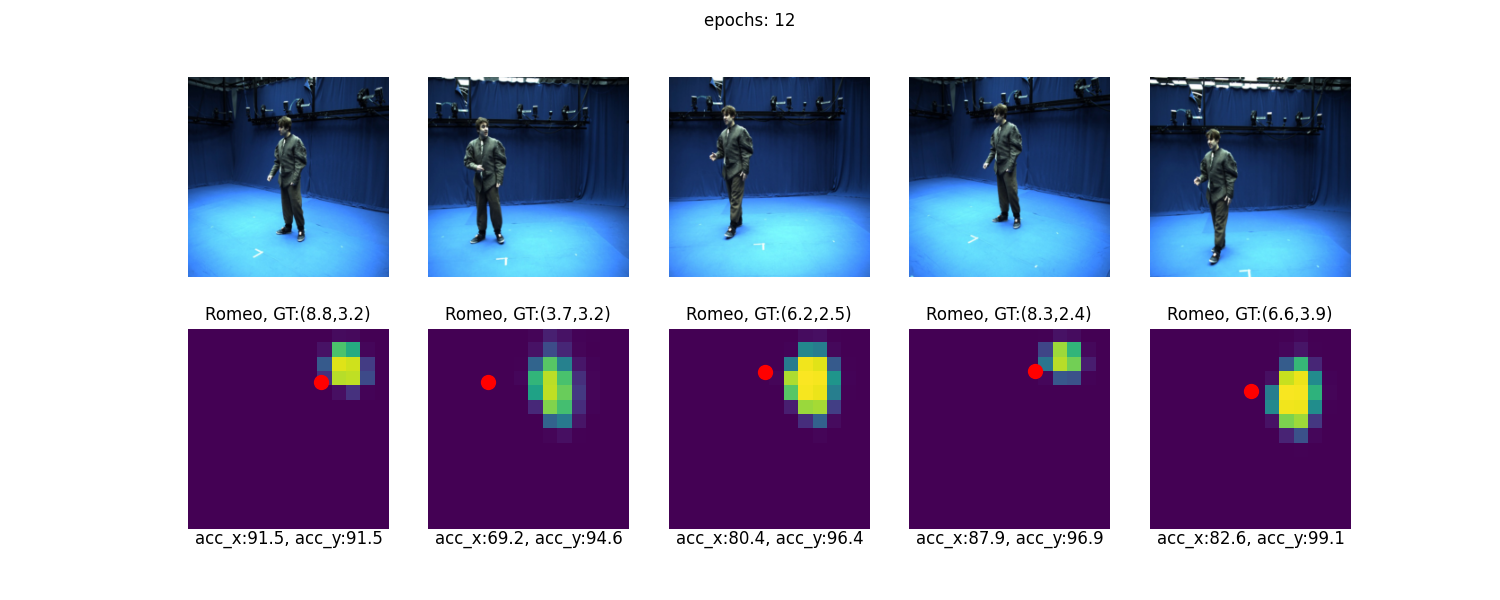 epochs: 12
Romeo, GT:(8.8,3.2)
Romeo, GT:(3.7,3.2)
Romeo, GT:(6.2,2.5)
Romeo, GT:(8.3,2.4)
Romeo, GT:(6.6,3.9)
acc_x:91.5, acc_y:91.5
acc_x:69.2, acc_y:94.6
acc_x:80.4, acc_y:96.4
acc_x:87.9, acc_y:96.9
acc_x:82.6, acc_y:99.1